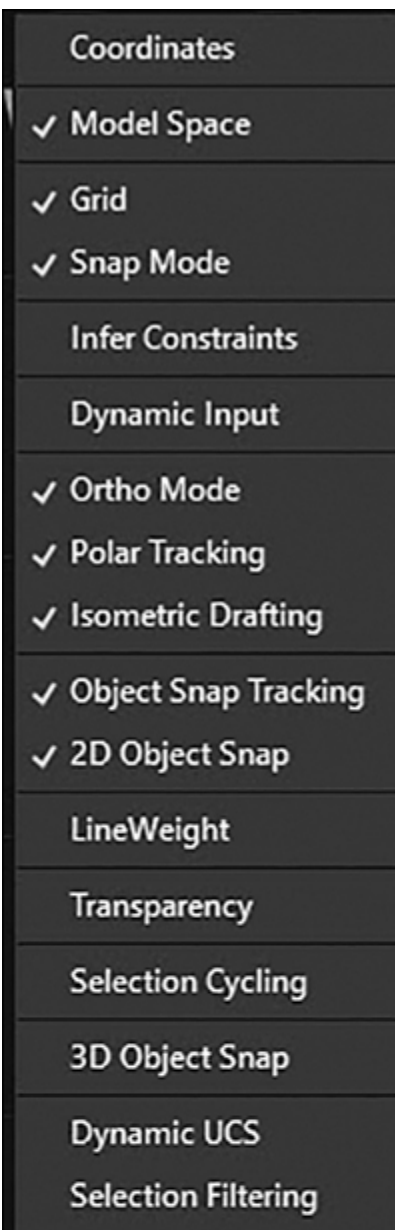 Coordinates
✓ Model Space
✓ Grid
✓ Snap Mode
Infer Constraints
Dynamic Input
✓ Ortho Mode
✓ Polar Tracking
✓ Isometric Drafting
✓ Object Snap Tracking
✓ 2D Object Snap
LineWeight
Transparency
Selection Cycling
3D Object Snap
Dynamic UCS
Selection Filtering